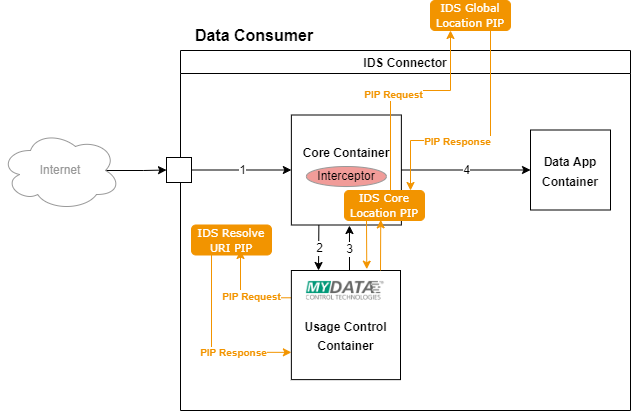 IDS Global
Location PIP
Data Consumer
IDS Connector
PIP Request
PIP Response
Internet
1
Core Container
Interceptor
4
Data App
Container
IDS Core
Location PIP
IDS Resolve
URI PIP
2
3
MYDATA
CONTROL TECHNOLOGIES
PIP Request
Usage Control
Container
PIP Response